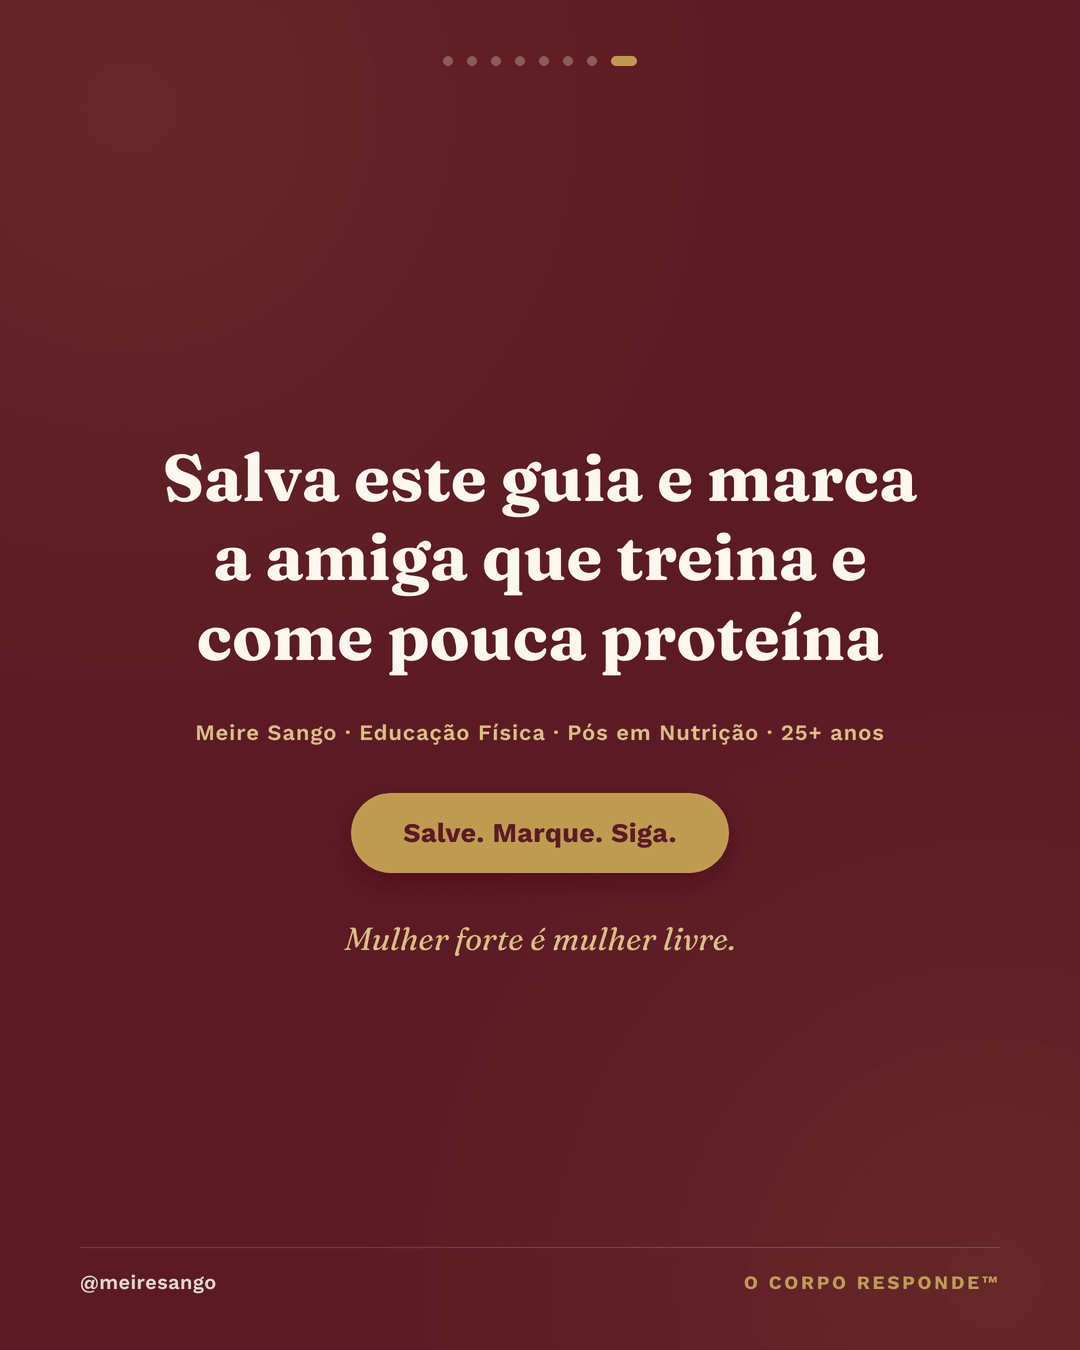 Salva este guia e marca
a amiga que treina e
come pouca proteína
Meire Sango · Educação Física · Pós em Nutrição · 25+ anos
Salve. Marque. Siga.
Mulher forte é mulher livre.
@meiresango
O CORPO RESPONDE™